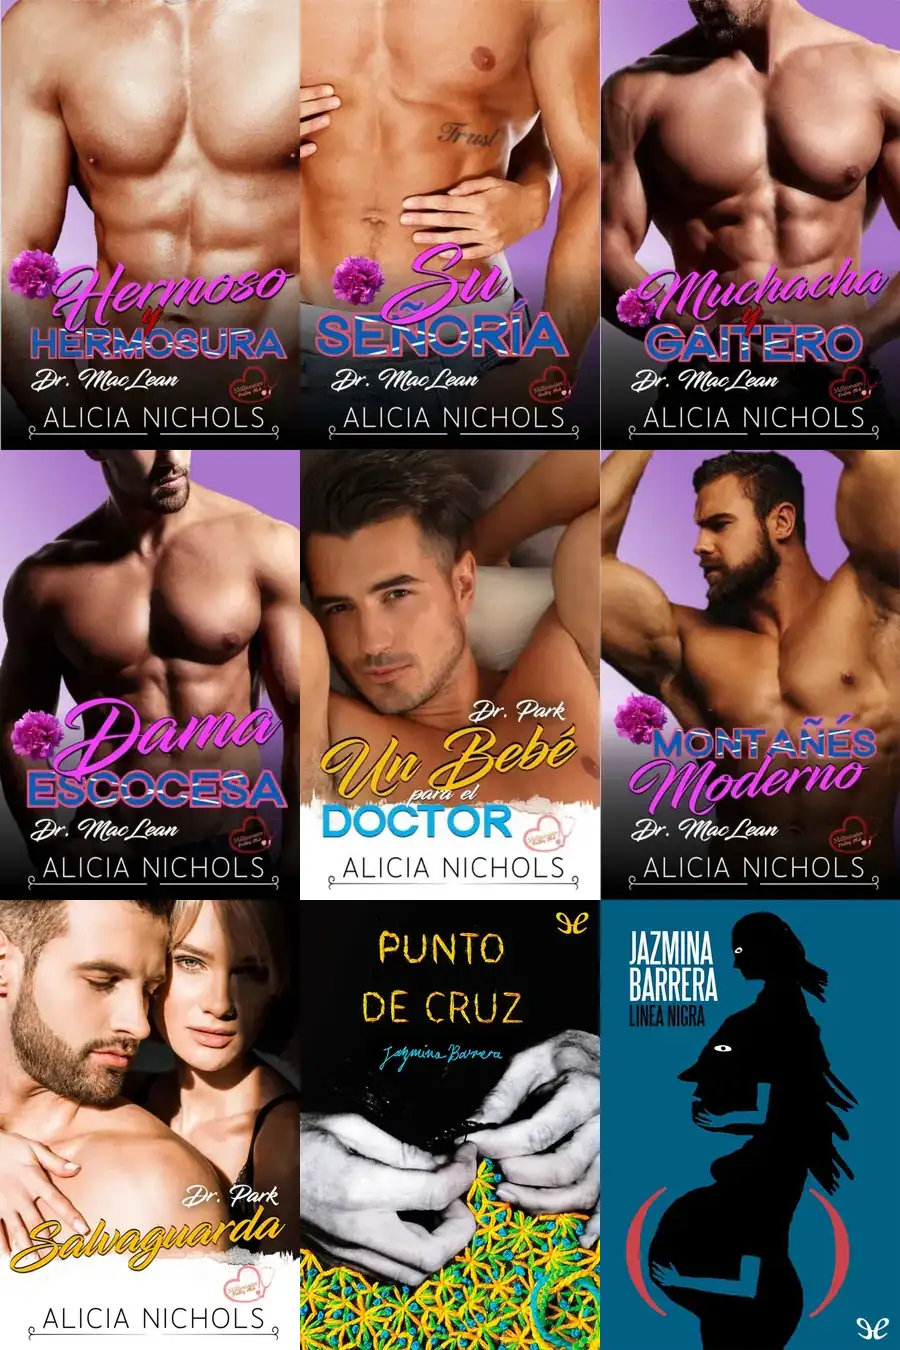 Hermoso
y
HERMOSURA
Dr. MacLean
ALICIA NICHOLS
Trust
Su
SEÑORÍA
Dr. MacLean
ALICIA NICHOLS
Muchacha
y
GAITERO
Dr. MacLean
ALICIA NICHOLS
Dama
ESCOCESA
Dr. MacLean
ALICIA NICHOLS
Dr. Park
Un Bebé
para el
DOCTOR
ALICIA NICHOLS
MONTAÑÉS
Moderno
Dr. MacLean
ALICIA NICHOLS
Dr. Park
Salvaguarda
ALICIA NICHOLS
PUNTO
DE CRUZ
Jazmina Barrera
JAZMINA
BARRERA
LINEA NIGRA